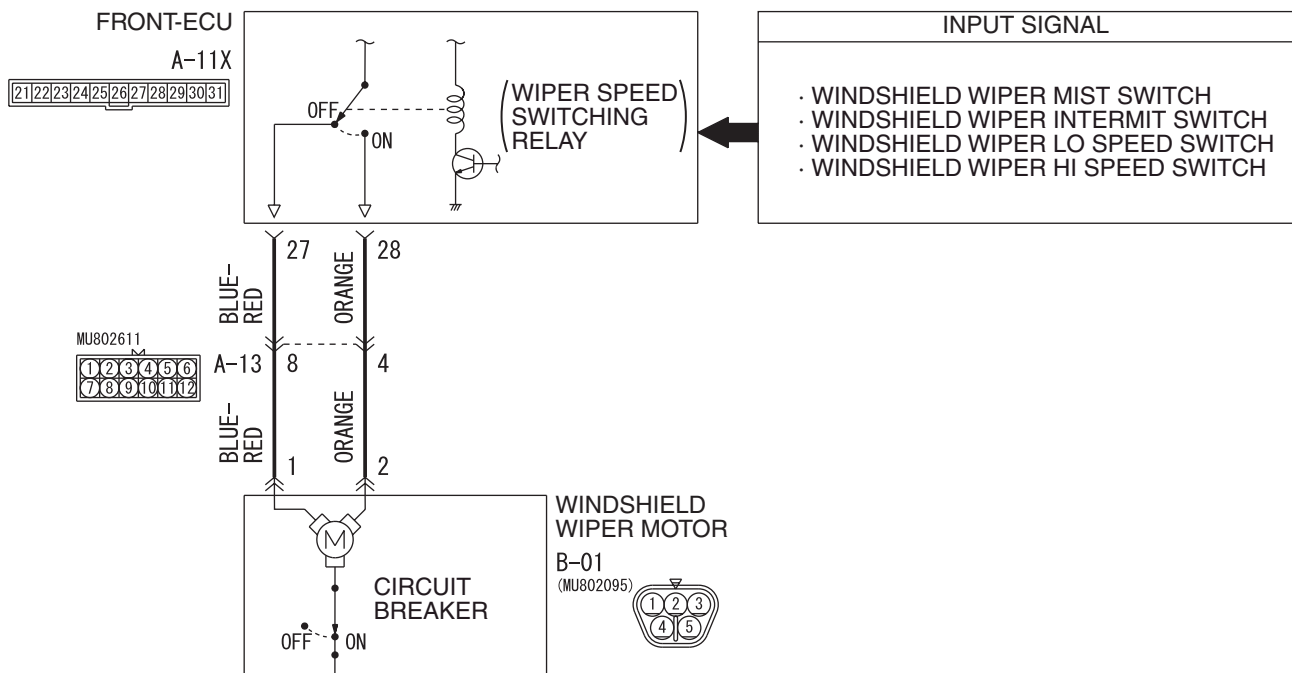 FRONT-ECU
A-11X
21 22 23 24 25 26 27 28 29 30 31
OFF
ON
(WIPER SPEED
SWITCHING
RELAY)
INPUT SIGNAL
· WINDSHIELD WIPER MIST SWITCH
· WINDSHIELD WIPER INTERMIT SWITCH
· WINDSHIELD WIPER LO SPEED SWITCH
· WINDSHIELD WIPER HI SPEED SWITCH
27 28
BLUE-
RED
ORANGE
MU802611
1 2 3 4 5 6
7 8 9 10 11 12
A-13 8 4
BLUE-
RED
ORANGE
1 2
M
WINDSHIELD
WIPER MOTOR
B-01
(MU802095)
1 2 3
4 5
CIRCUIT
BREAKER
OFF ON